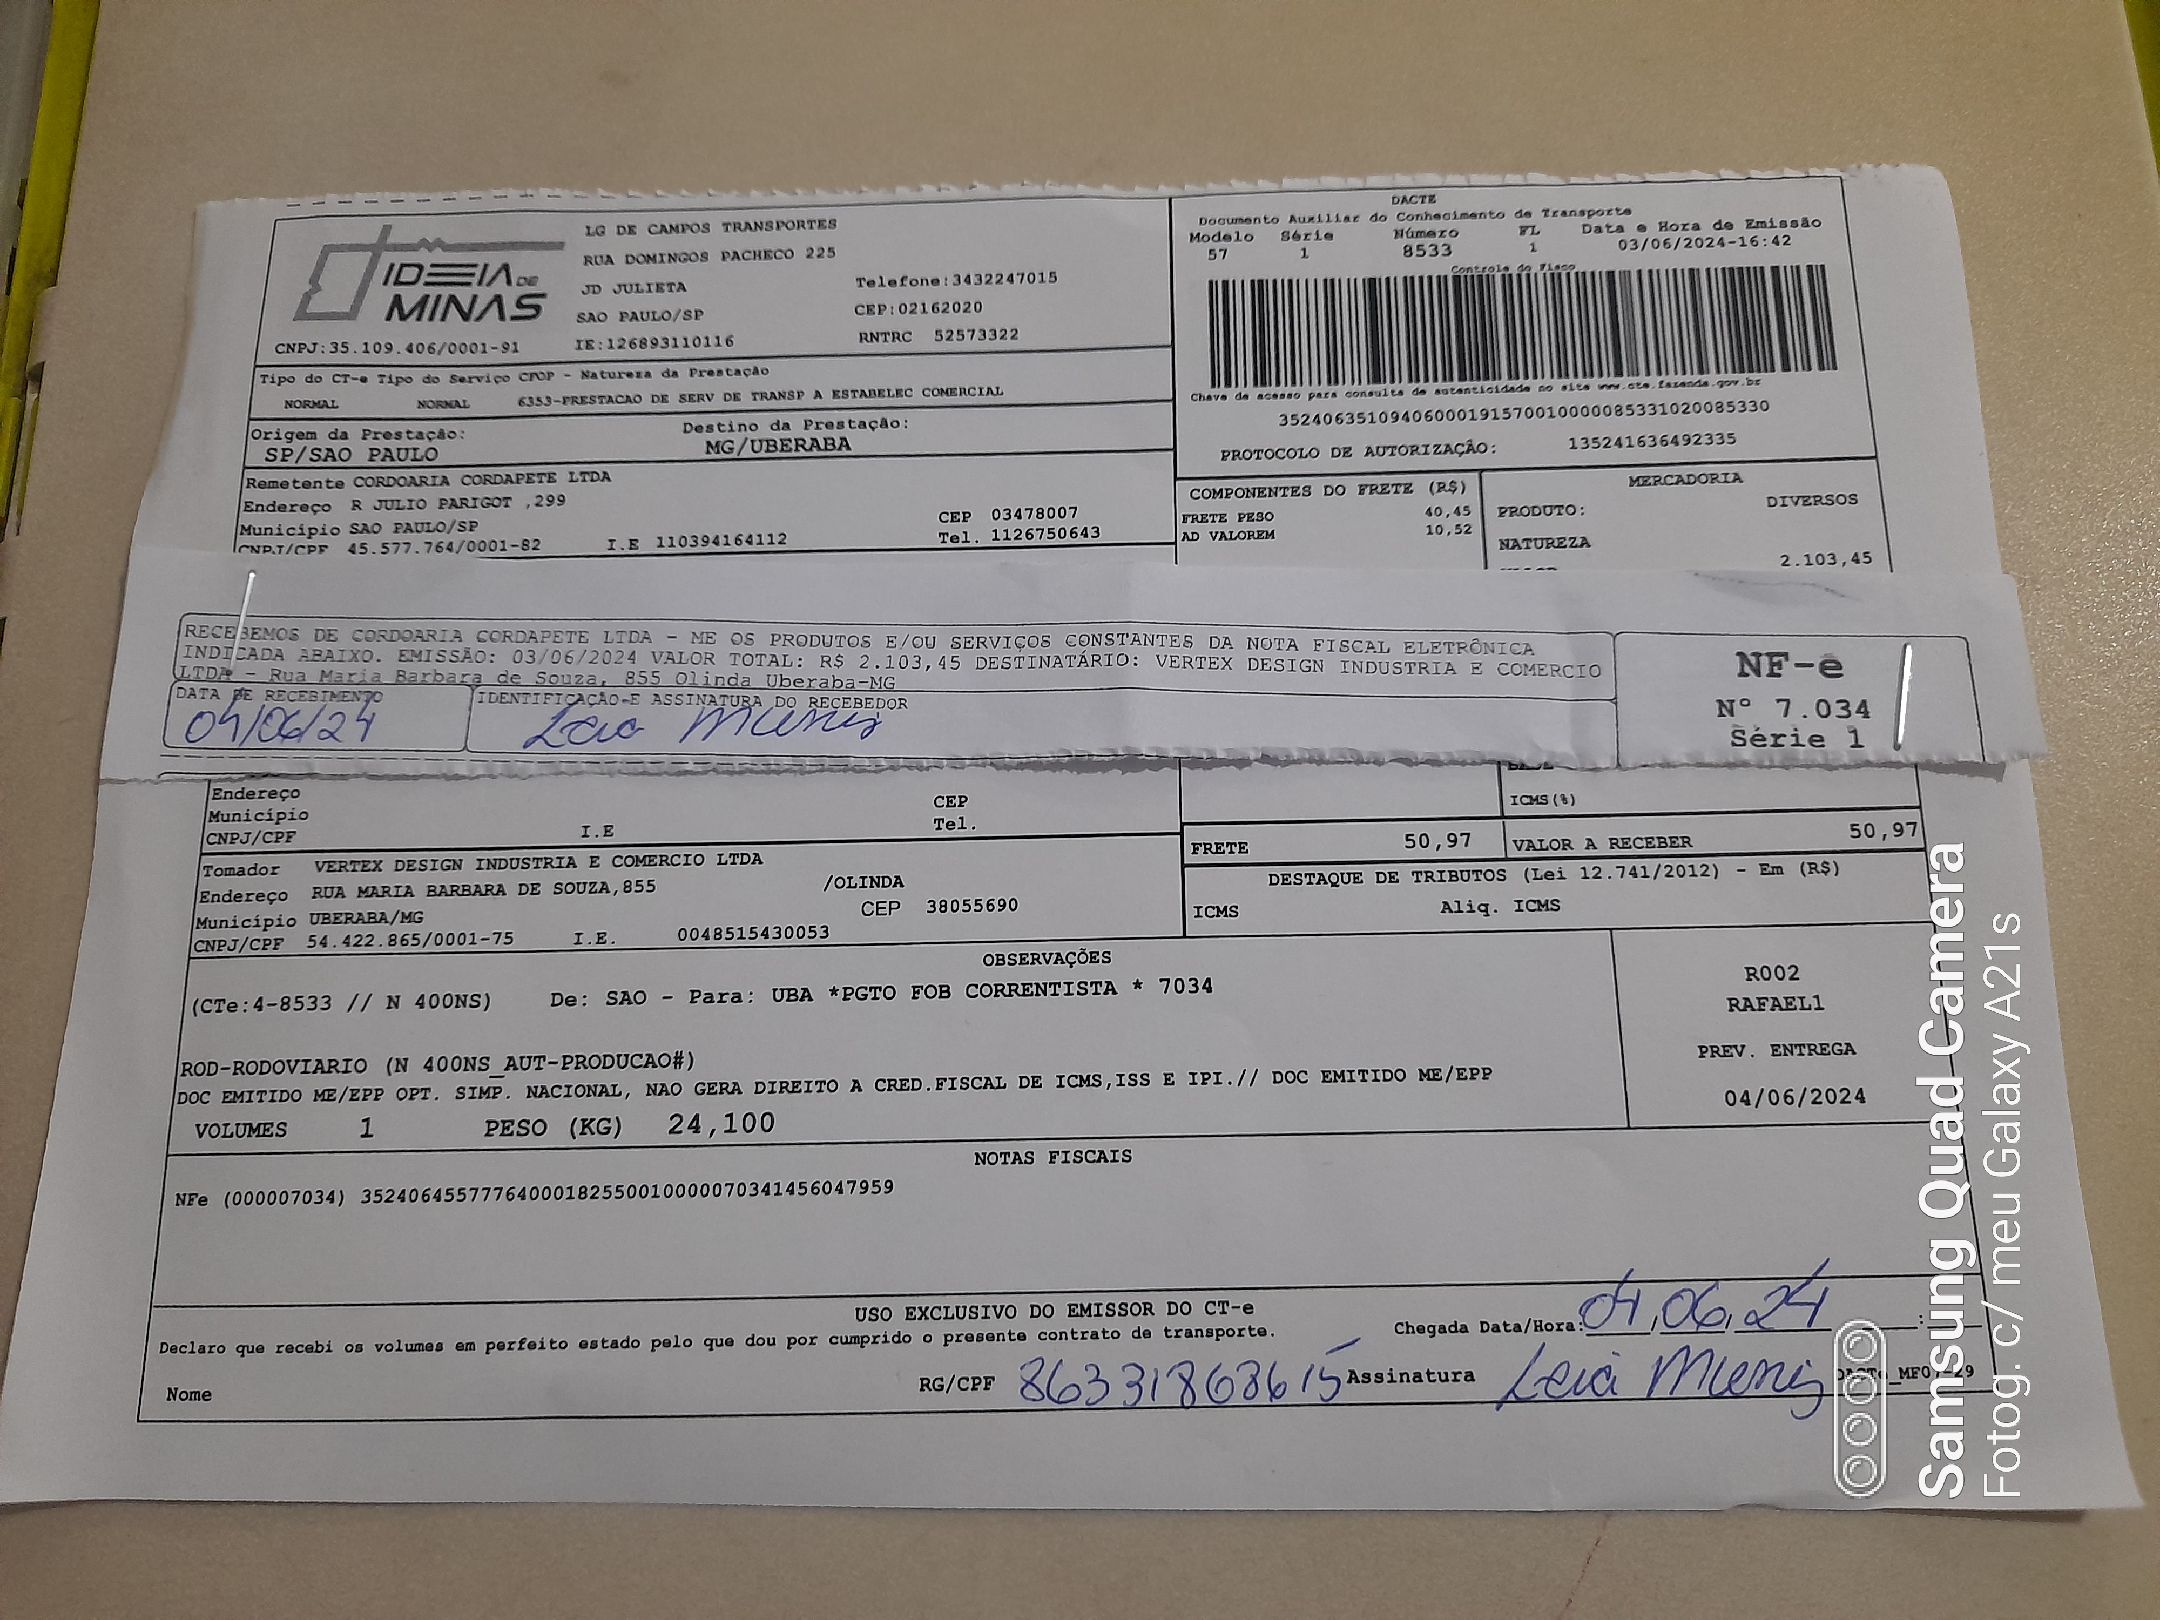 IDEIA DE
MINAS
CNPJ:35.109.406/0001-91
LG DE CAMPOS TRANSPORTES
RUA DOMINGOS PACHECO 225
JD JULIETA
Telefone:3432247015
SAO PAULO/SP
CEP:02162020
IE:126893110116
RNTRC 52573322
DACTE
Documento Auxiliar do Conhecimento de Transporte
Modelo Série Número FL Data e Hora de Emissão
57 1 8533 1 03/06/2024-16:42
Controle do Fisco
Chave de acesso para consulta de autenticidade no site www.cte.fazenda.gov.br
35240635109406000191570010000085331020085330
PROTOCOLO DE AUTORIZAÇÃO: 135241636492335
Tipo do CT-e Tipo do Serviço CFOP - Natureza da Prestação
NORMAL NORMAL 6353-PRESTACAO DE SERV DE TRANSP A ESTABELEC COMERCIAL
Origem da Prestação: Destino da Prestação:
SP/SAO PAULO MG/UBERABA
Remetente CORDOARIA CORDAPETE LTDA
Endereço R JULIO PARIGOT ,299
Município SAO PAULO/SP CEP 03478007
CNPJ/CPF 45.577.764/0001-82 I.E 110394164112 Tel. 1126750643
COMPONENTES DO FRETE (R$)
FRETE PESO 40,45
AD VALOREM 10,52
MERCADORIA
PRODUTO: DIVERSOS
NATUREZA
2.103,45
RECEBEMOS DE CORDOARIA CORDAPETE LTDA - ME OS PRODUTOS E/OU SERVIÇOS CONSTANTES DA NOTA FISCAL ELETRÔNICA
INDICADA ABAIXO. EMISSÃO: 03/06/2024 VALOR TOTAL: R$ 2.103,45 DESTINATÁRIO: VERTEX DESIGN INDUSTRIA E COMERCIO
LTDA - Rua Maria Barbara de Souza, 855 Olinda Uberaba-MG
DATA DE RECEBIMENTO IDENTIFICAÇÃO E ASSINATURA DO RECEBEDOR
04/06/24
NF-e
Nº 7.034
Série 1
Endereço
Município CEP
CNPJ/CPF I.E Tel.
ICMS(%)
FRETE 50,97 VALOR A RECEBER 50,97
Tomador VERTEX DESIGN INDUSTRIA E COMERCIO LTDA
Endereço RUA MARIA BARBARA DE SOUZA,855 /OLINDA
Município UBERABA/MG CEP 38055690
CNPJ/CPF 54.422.865/0001-75 I.E. 0048515430053
DESTAQUE DE TRIBUTOS (Lei 12.741/2012) - Em (R$)
ICMS Aliq. ICMS
OBSERVAÇÕES
(CTe:4-8533 // N 400NS) De: SAO - Para: UBA *PGTO FOB CORRENTISTA * 7034
ROD-RODOVIARIO (N 400NS_AUT-PRODUCAO#)
DOC EMITIDO ME/EPP OPT. SIMP. NACIONAL, NAO GERA DIREITO A CRED.FISCAL DE ICMS,ISS E IPI.// DOC EMITIDO ME/EPP
VOLUMES 1 PESO (KG) 24,100
R002
RAFAEL1
PREV. ENTREGA
04/06/2024
NOTAS FISCAIS
NFe (000007034) 35240645577764000182550010000070341456047959
USO EXCLUSIVO DO EMISSOR DO CT-e
Declaro que recebi os volumes em perfeito estado pelo que dou por cumprido o presente contrato de transporte.
Chegada Data/Hora: 04,06,24 :
Nome RG/CPF 86331868615 Assinatura Leia
Samsung Quad Camera
Fotog. c/ meu Galaxy A21s